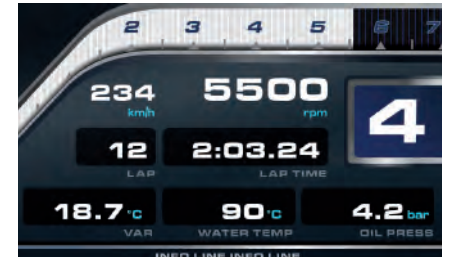 2 3 4 5 6 7
234 5500
km/h rpm
4
12 2:03.24
LAP LAP TIME
18.7 °C 90 °C 4.2 bar
VAR WATER TEMP OIL PRESS
INFO LINE INFO LINE